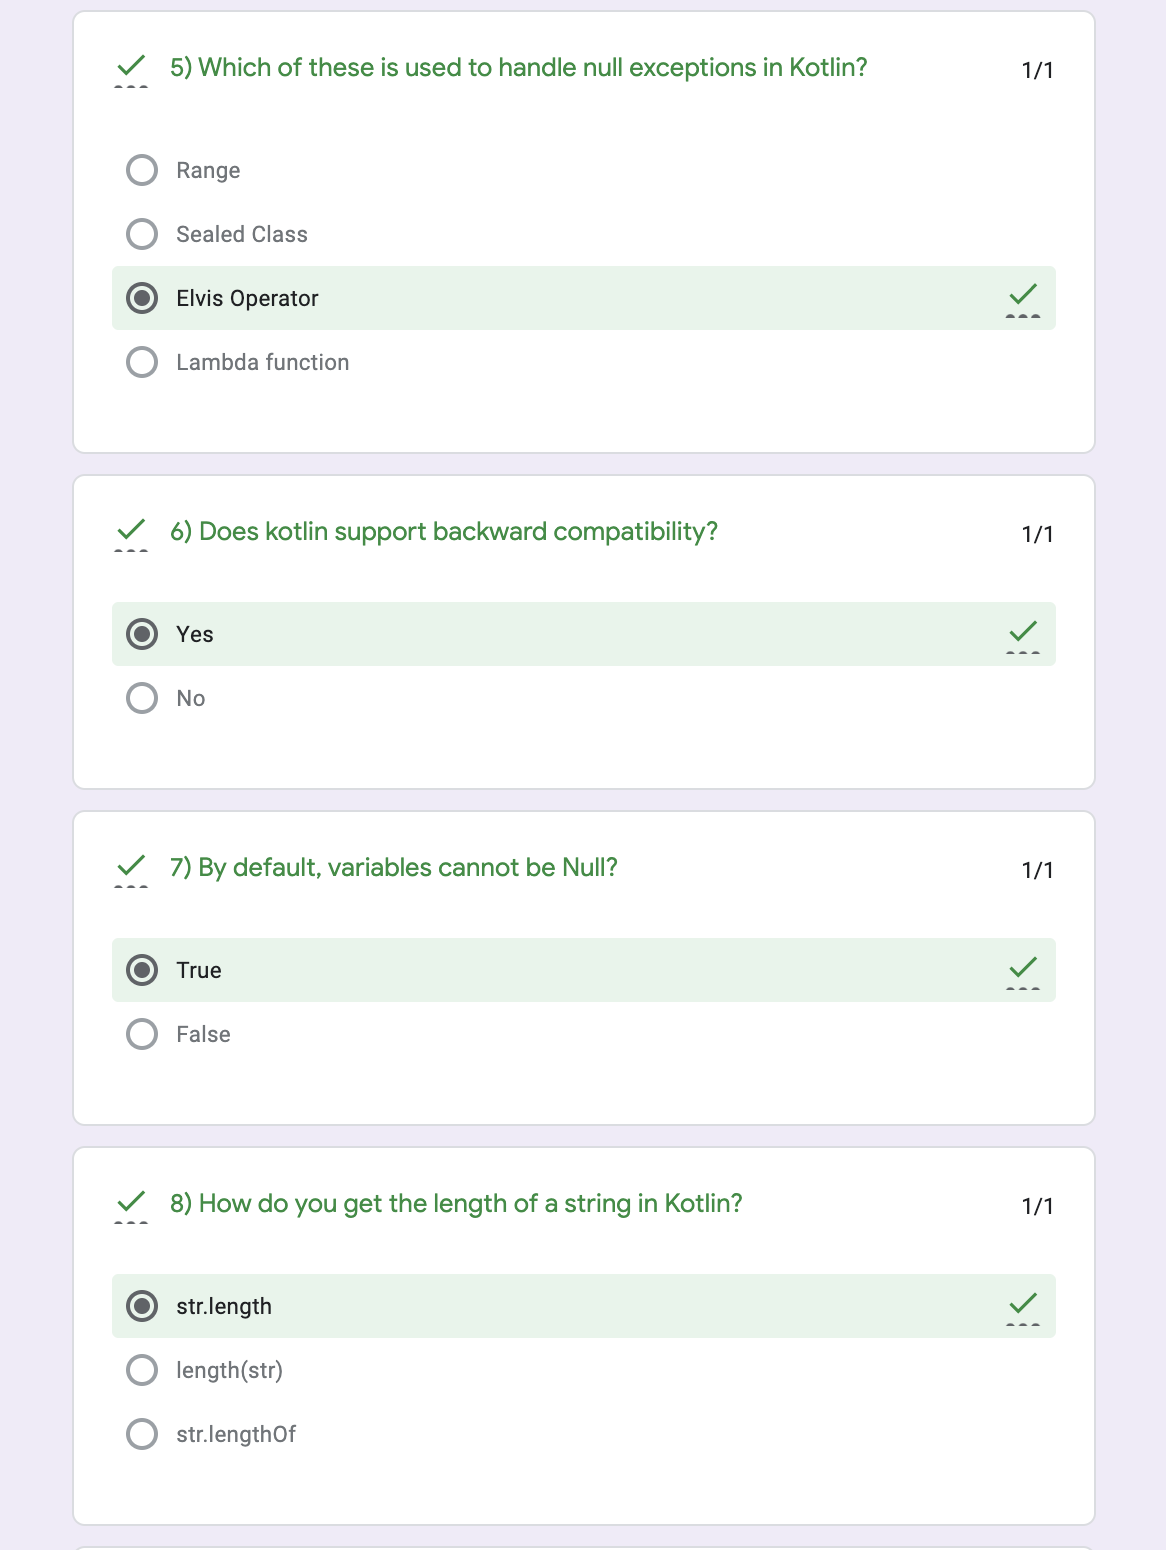 5) Which of these is used to handle null exceptions in Kotlin?
1/1
Range
Sealed Class
Elvis Operator
Lambda function
6) Does kotlin support backward compatibility?
1/1
Yes
No
7) By default, variables cannot be Null?
1/1
True
False
8) How do you get the length of a string in Kotlin?
1/1
str.length
length(str)
str.lengthOf